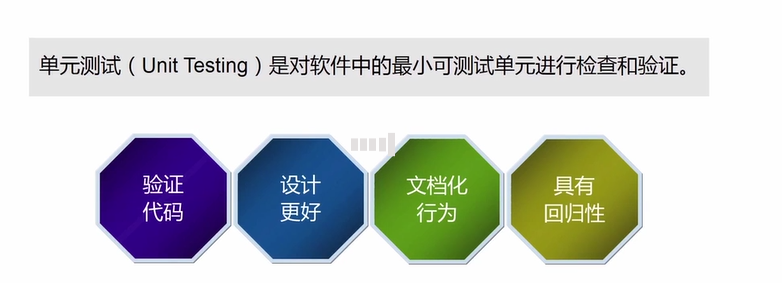 单元测试（Unit Testing）是对软件中的最小可测试单元进行检查和验证。
验证
代码
设计
更好
文档化
行为
具有
回归性